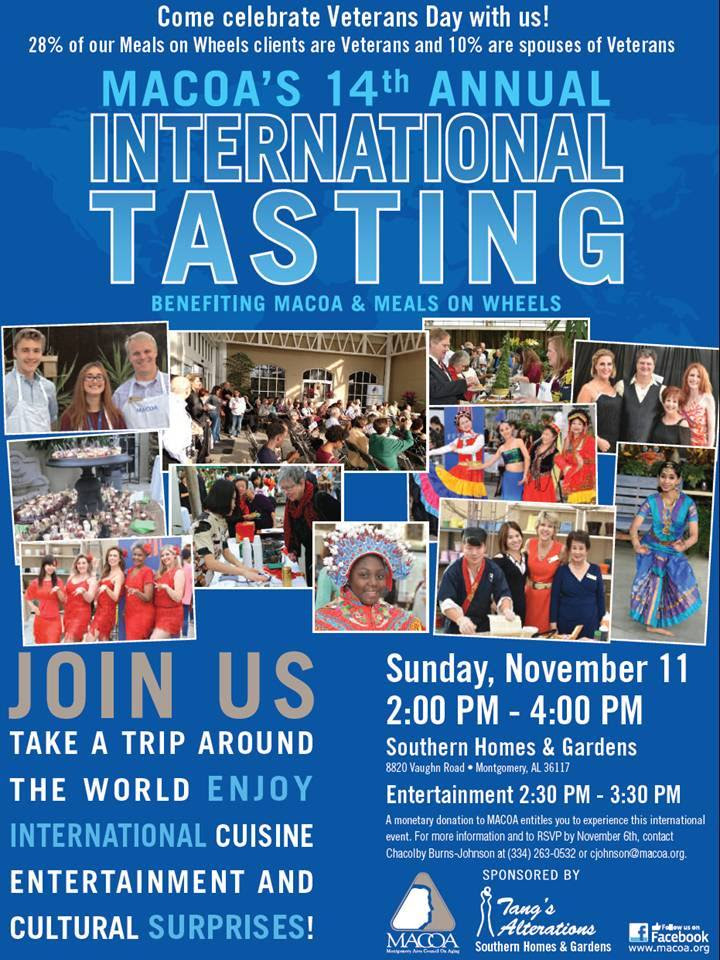 Come celebrate Veterans Day with us!
28% of our Meals on Wheels clients are Veterans and 10% are spouses of Veterans
MACOA'S 14th ANNUAL
INTERNATIONAL
TASTING
BENEFITING MACOA & MEALS ON WHEELS
MACOA
JOIN US
TAKE A TRIP AROUND
THE WORLD ENJOY
INTERNATIONAL CUISINE
ENTERTAINMENT AND
CULTURAL SURPRISES!
Sunday, November 11
2:00 PM - 4:00 PM
Southern Homes & Gardens
8820 Vaughn Road • Montgomery, AL 36117
Entertainment 2:30 PM - 3:30 PM
A monetary donation to MACOA entitles you to experience this international
event. For more information and to RSVP by November 6th, contact
Chacolby Burns-Johnson at (334) 263-0532 or cjohnson@macoa.org.
SPONSORED BY
MACOA
Montgomery Area Council On Aging
Tang's
Alterations
Southern Homes & Gardens
Follow us on
Facebook
www.macoa.org